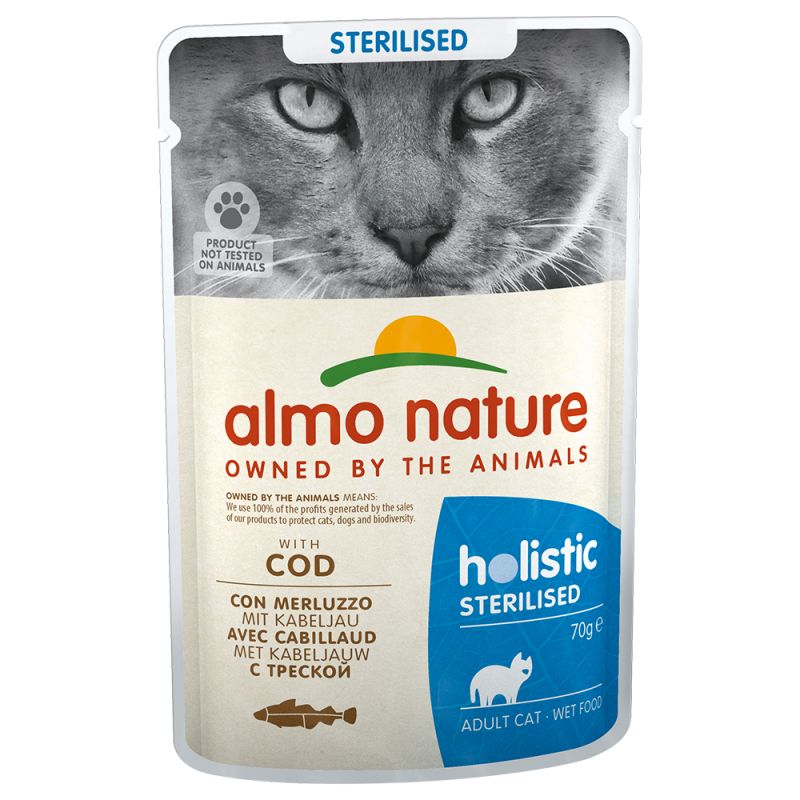 STERILISED
PRODUCT
NOT TESTED
ON ANIMALS
almo nature
OWNED BY THE ANIMALS
OWNED BY THE ANIMALS MEANS:
We use 100% of the profits generated by the sales
of our products to protect cats, dogs and biodiversity.
WITH
COD
CON MERLUZZO
MIT KABELJAU
AVEC CABILLAUD
MET KABELJAUW
С ТРЕСКОЙ
holistic
STERILISED
70g e
ADULT CAT · WET FOOD